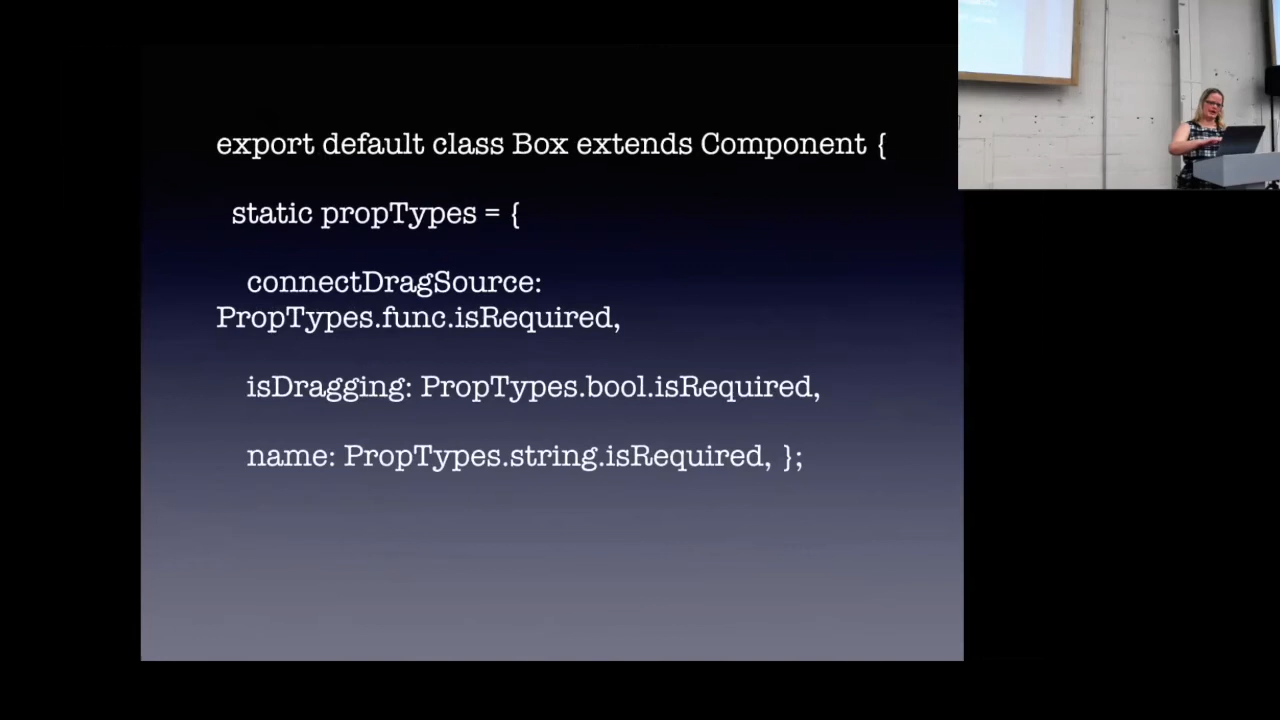 export default class Box extends Component {
static propTypes = {
connectDragSource:
PropTypes.func.isRequired,
isDragging: PropTypes.bool.isRequired,
name: PropTypes.string.isRequired, };